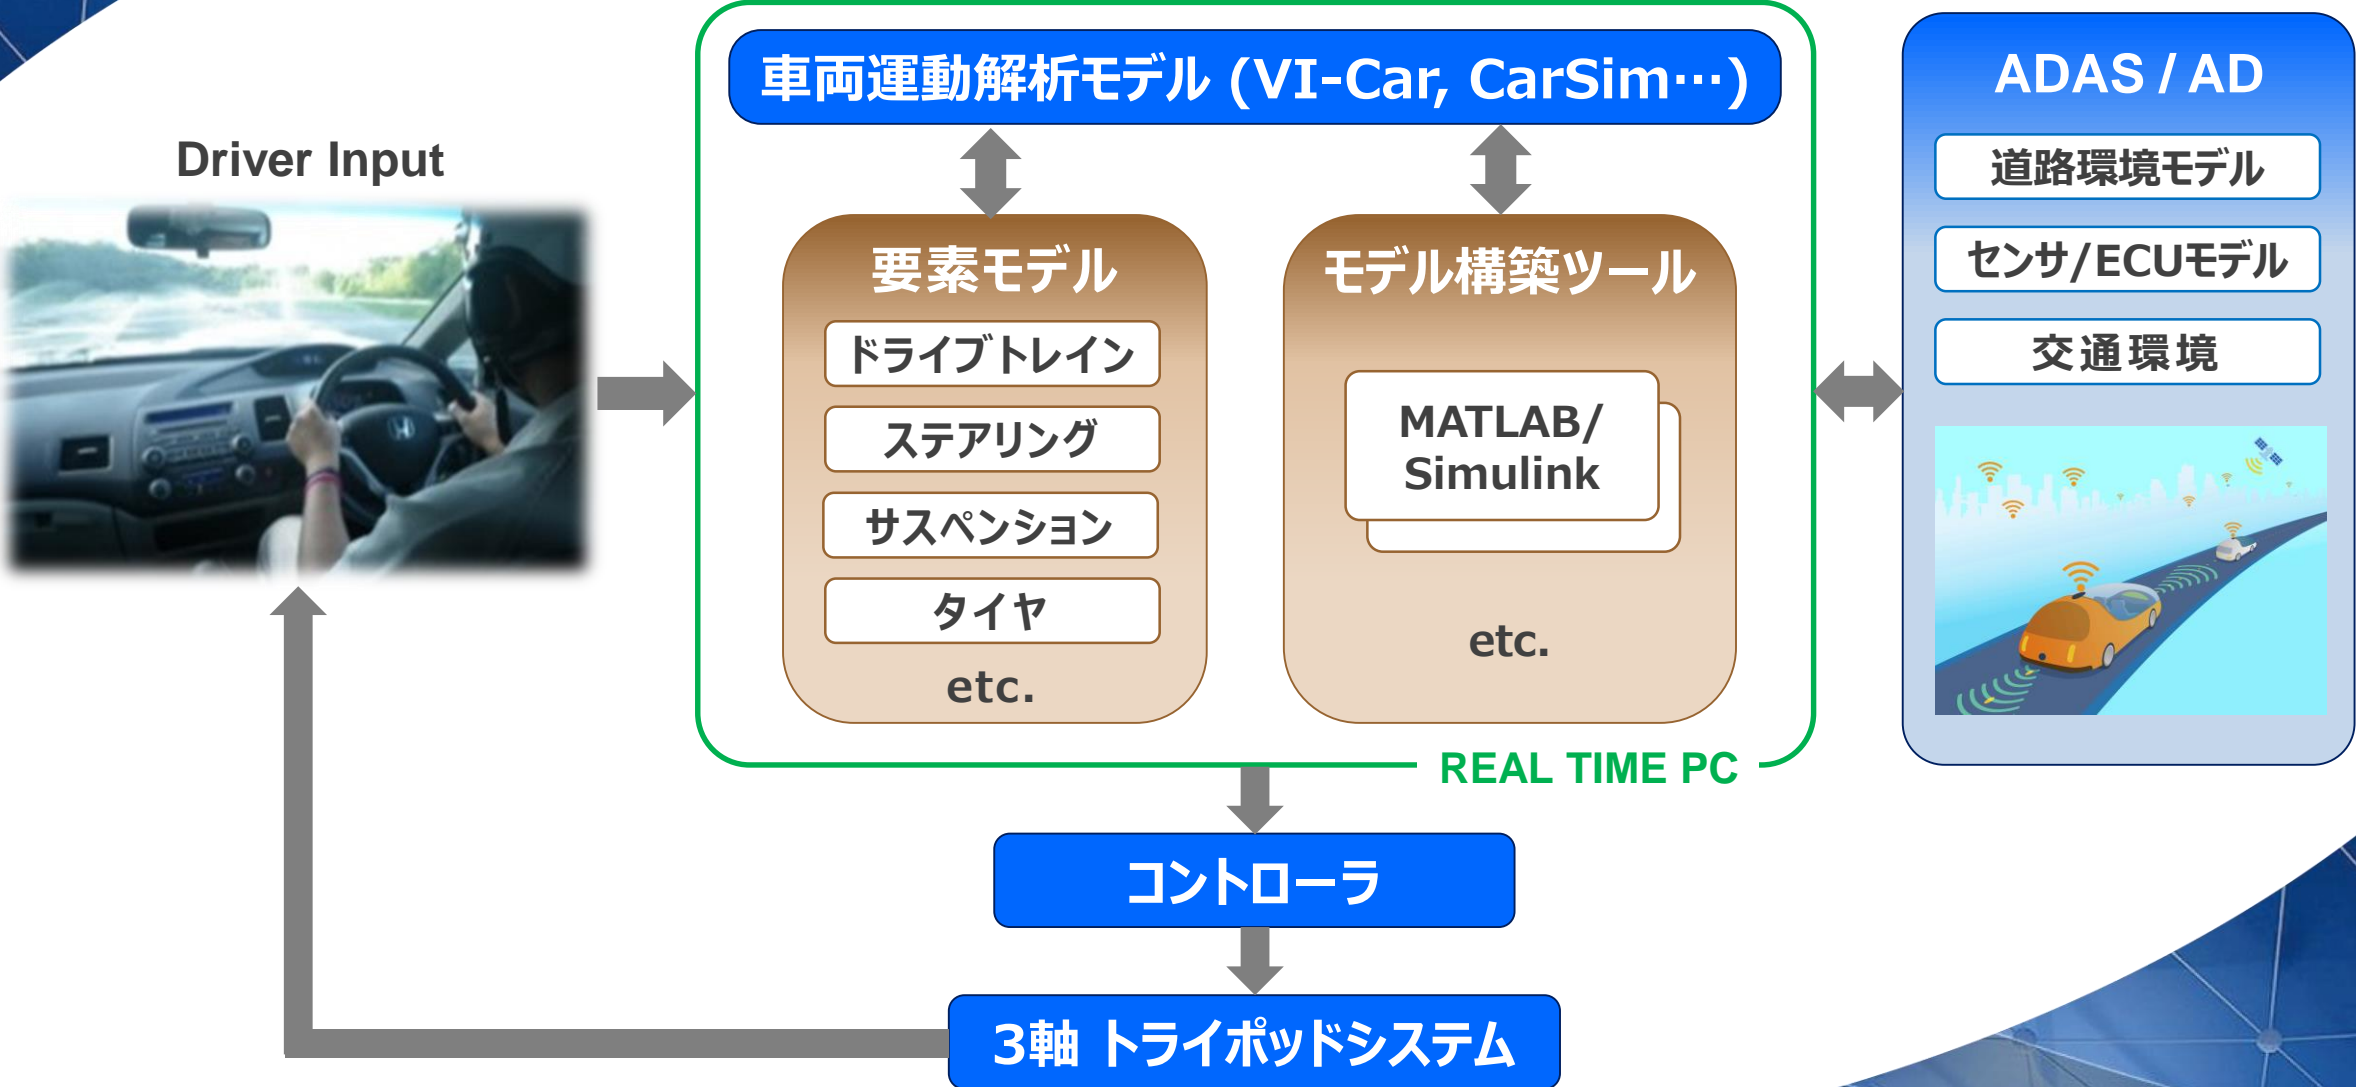 Driver Input
車両運動解析モデル (VI-Car, CarSim…)
要素モデル
ドライブトレイン
ステアリング
サスペンション
タイヤ
etc.
モデル構築ツール
MATLAB/
Simulink
etc.
REAL TIME PC
ADAS / AD
道路環境モデル
センサ/ECUモデル
交通環境
コントローラ
3軸 トライポッドシステム